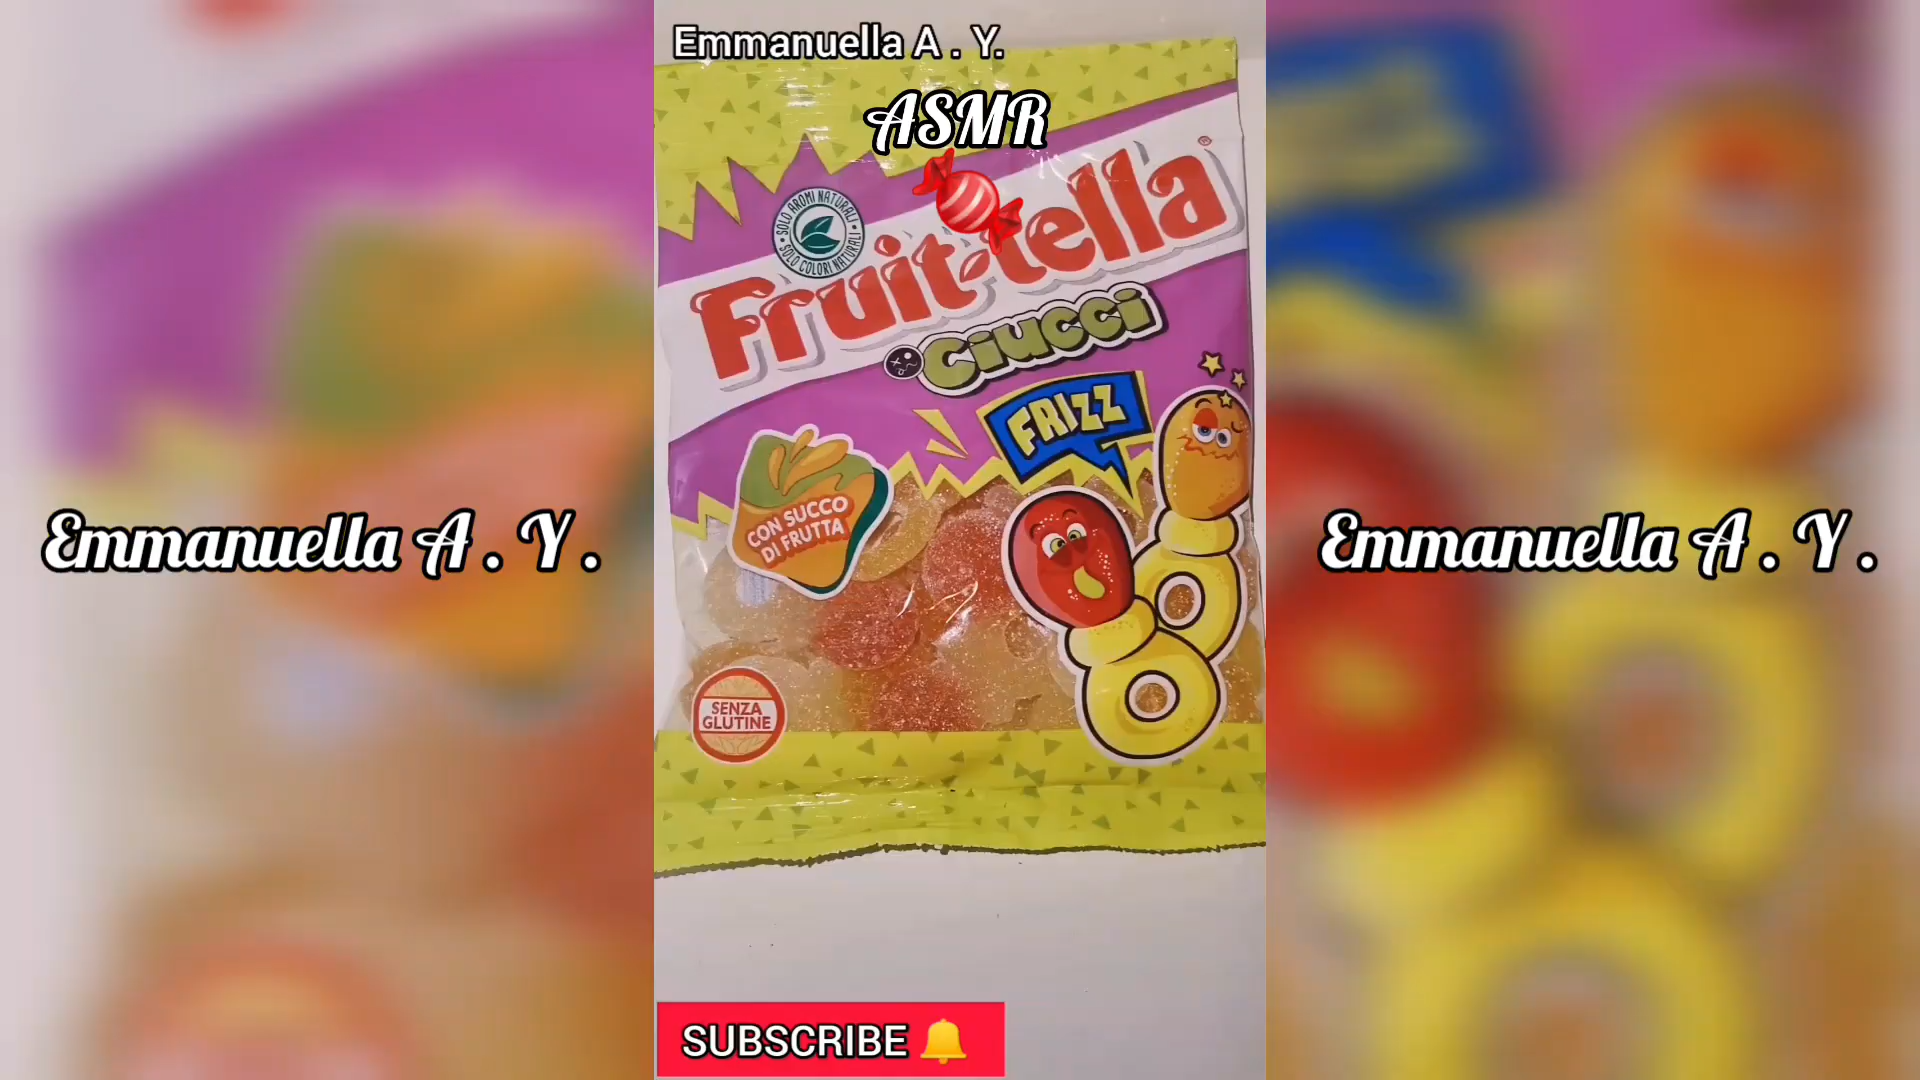 Emmanuella A . Y.
ASMR
Fruit-tella®
SOLO AROMI NATURALI
SOLO COLORI NATURALI
Ciucci
FRIZZ
CON SUCCO
DI FRUTTA
Emmanuella A . Y .
Emmanuella A . Y .
SENZA
GLUTINE
SUBSCRIBE